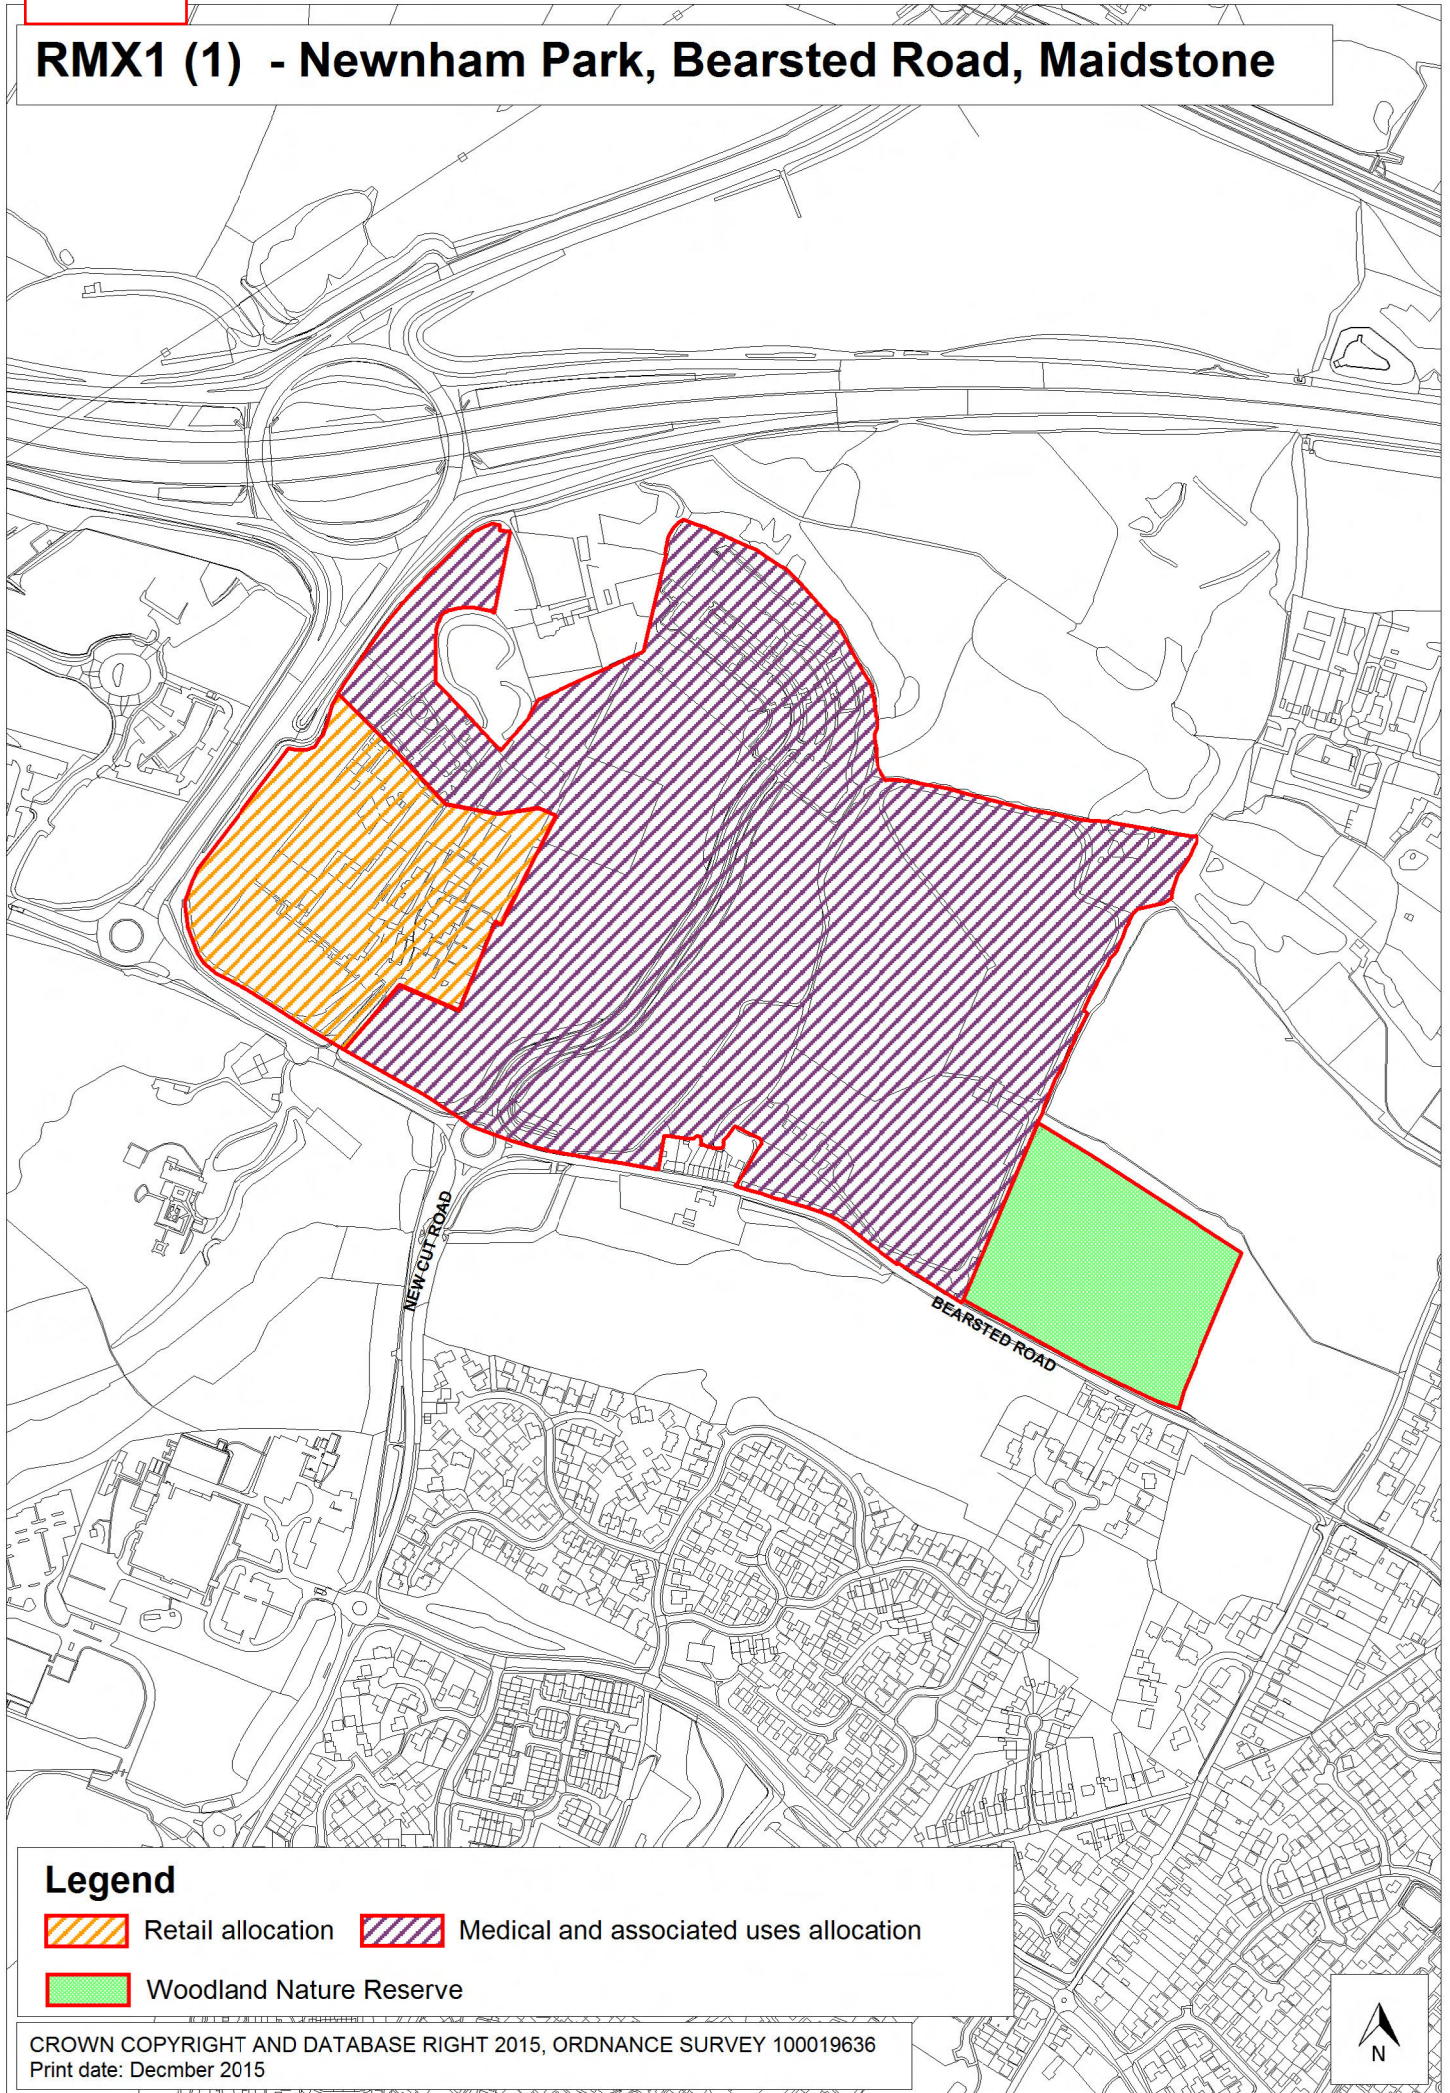 RMX1 (1) - Newnham Park, Bearsted Road, Maidstone
NEW CUT ROAD
BEARSTED ROAD
Legend
Retail allocation
Medical and associated uses allocation
Woodland Nature Reserve
CROWN COPYRIGHT AND DATABASE RIGHT 2015, ORDNANCE SURVEY 100019636
Print date: Decmber 2015
N